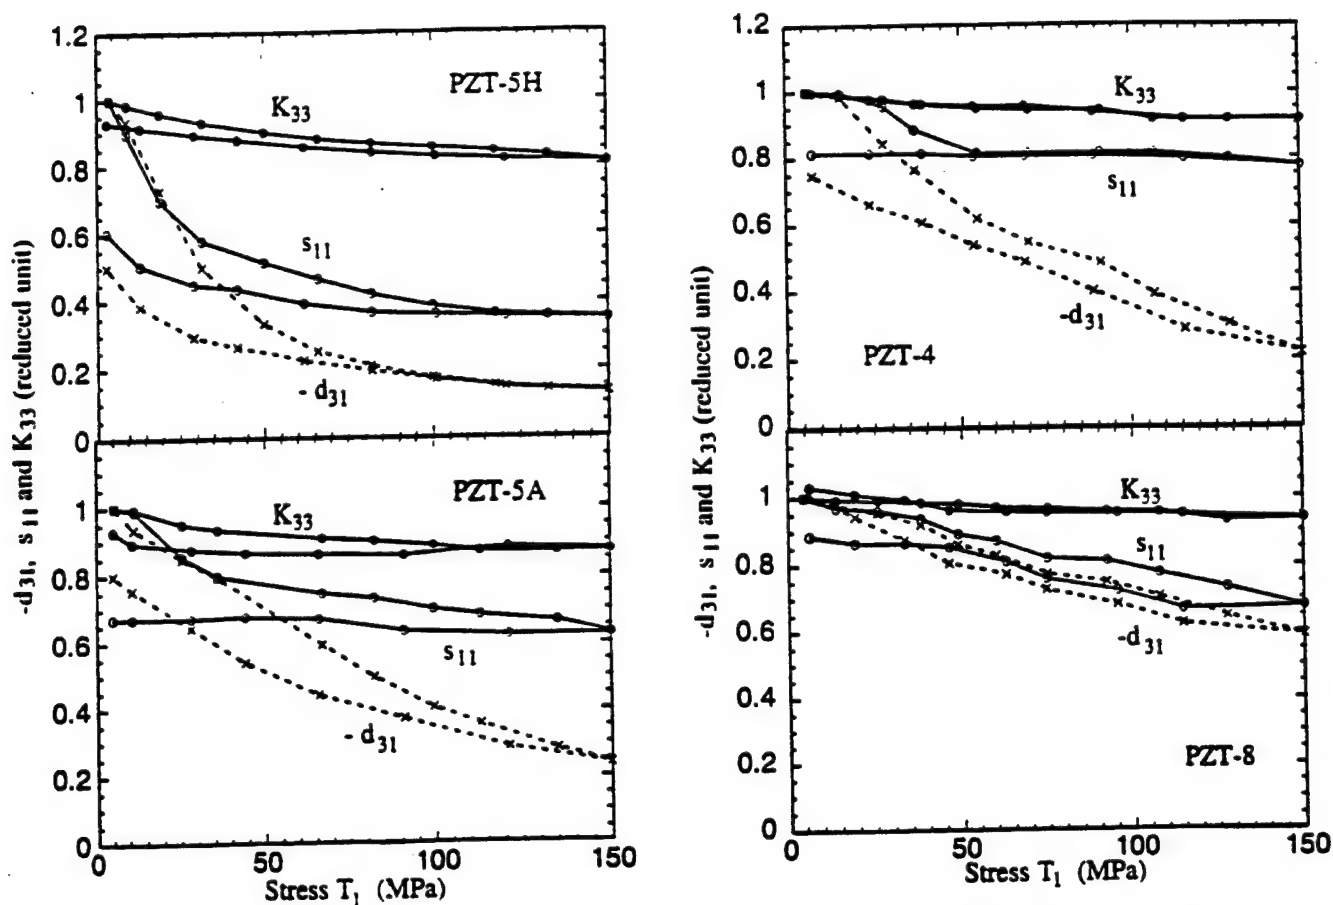 -d31, s11 and K33 (reduced unit)
1.2
1
0.8
0.6
0.4
0.2
0
PZT-5H
K33
s11
- d31
1
0.8
0.6
0.4
0.2
0
PZT-5A
K33
s11
- d31
0
50
100
150
Stress T1 (MPa)
-d31, s11 and K33 (reduced unit)
1.2
1
0.8
0.6
0.4
0.2
0
K33
s11
-d31
PZT-4
1
0.8
0.6
0.4
0.2
0
K33
s11
-d31
PZT-8
0
50
100
150
Stress T1 (MPa)